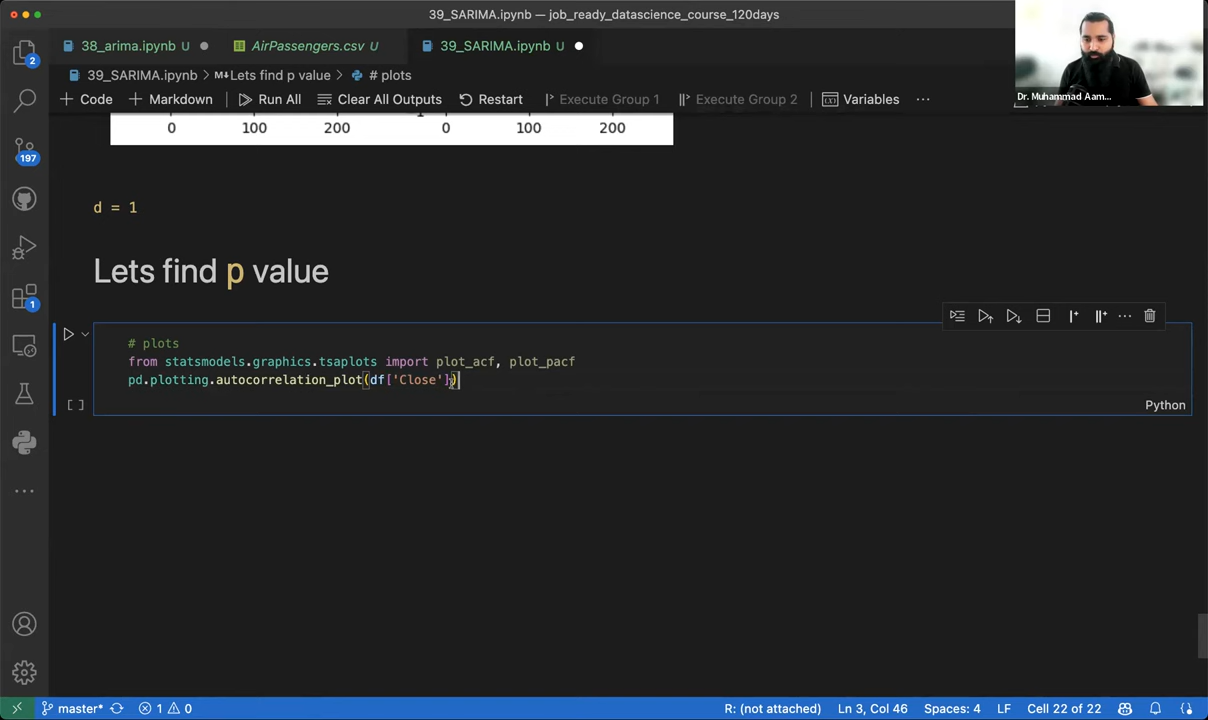 39_SARIMA.ipynb — job_ready_datascience_course_120days
38_arima.ipynb U
AirPassengers.csv U
39_SARIMA.ipynb U
39_SARIMA.ipynb > M↓ Lets find p value > # plots
+ Code + Markdown Run All Clear All Outputs Restart Execute Group 1 Execute Group 2 Variables ...
Dr. Muhammad Aam...
0 100 200 0 100 200
d = 1
Lets find p value
# plots
from statsmodels.graphics.tsaplots import plot_acf, plot_pacf
pd.plotting.autocorrelation_plot(df['Close'])
[ ]
Python
2
197
1
master* 1 0 R: (not attached) Ln 3, Col 46 Spaces: 4 LF Cell 22 of 22